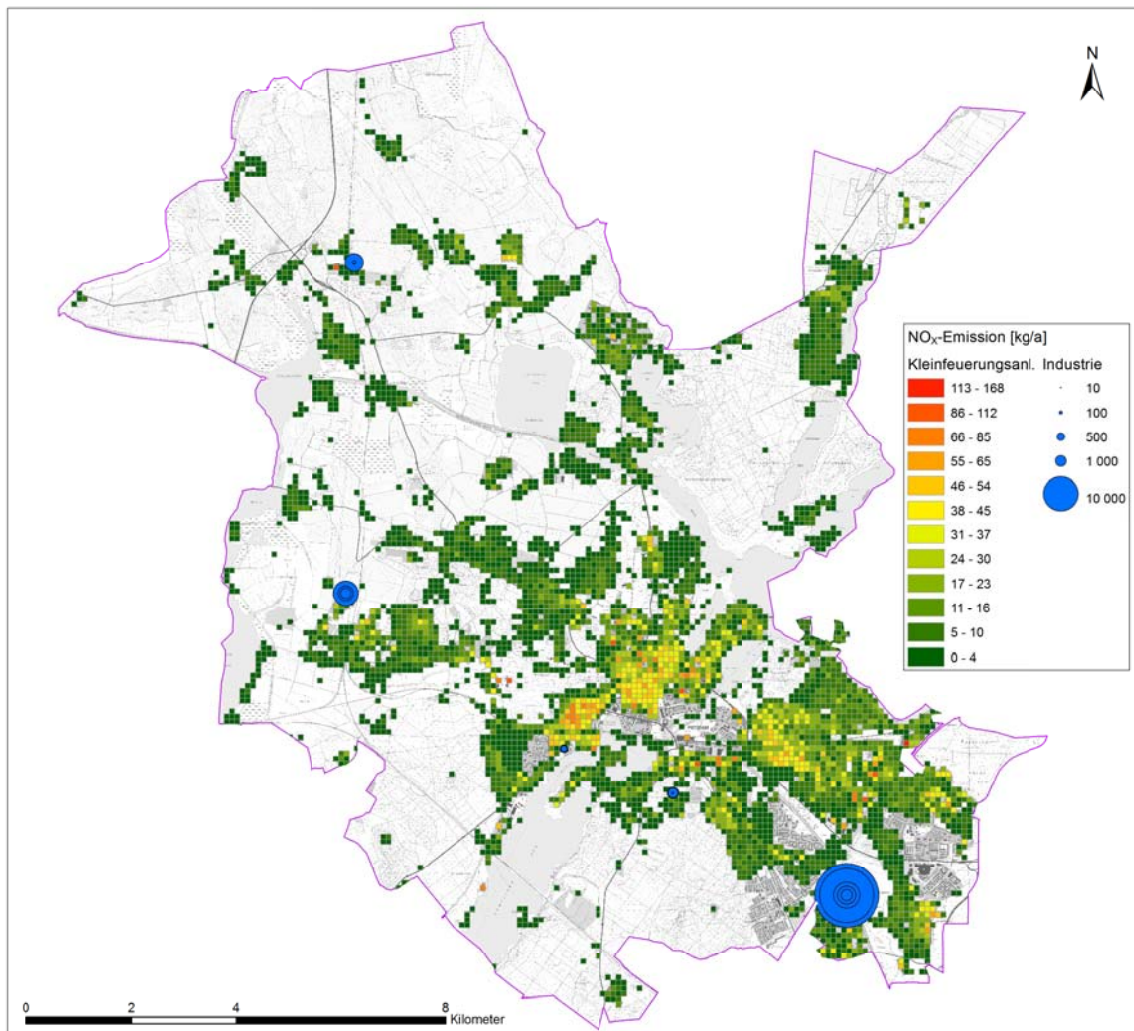 N
NOx-Emission [kg/a]
Kleinfeuerungsanl. Industrie
113 - 168 10
86 - 112 100
66 - 85 500
55 - 65 1 000
46 - 54 10 000
38 - 45
31 - 37
24 - 30
17 - 23
11 - 16
5 - 10
0 - 4
0 2 4 8
Kilometer